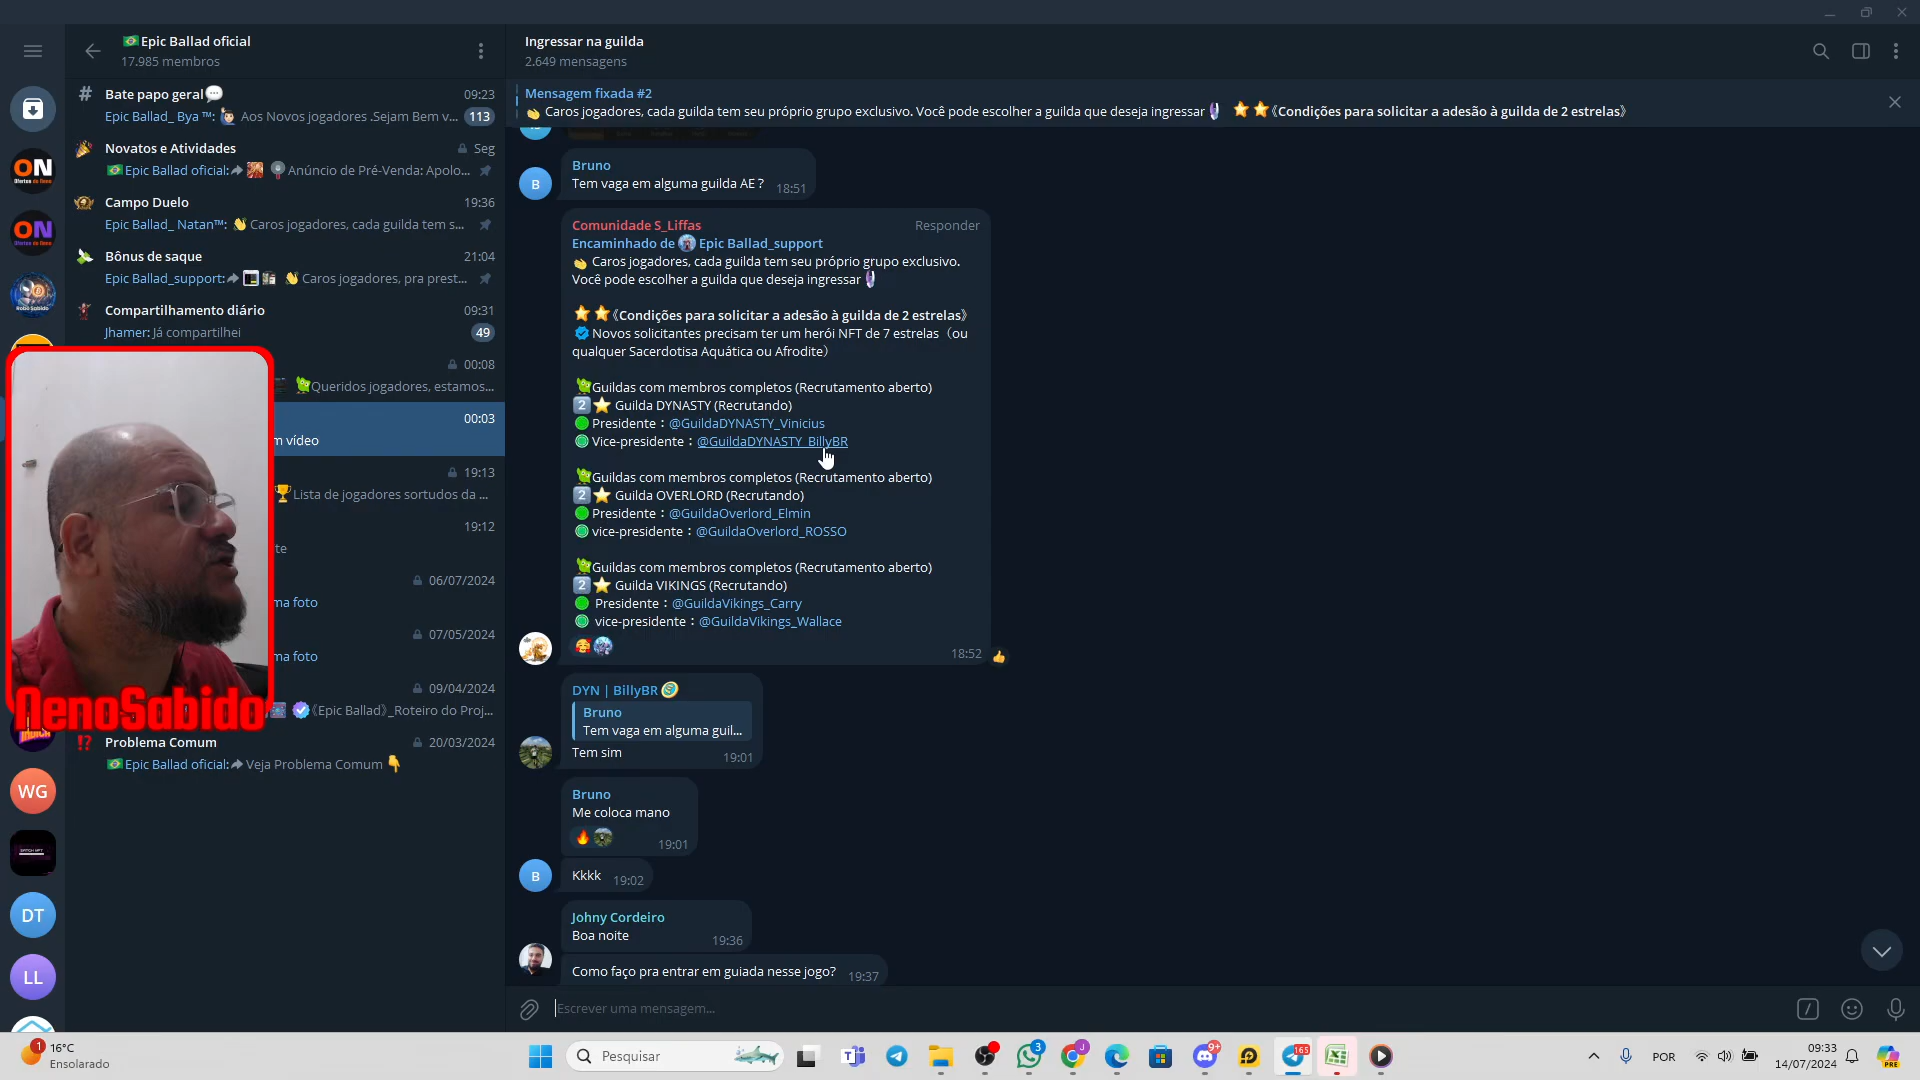 Epic Ballad oficial
17.985 membros
Bate papo geral 09:23
Epic Ballad_ Bya ™: Aos Novos jogadores .Sejam Bem v... 113
Novatos e Atividades Seg
Epic Ballad oficial: Anúncio de Pré-Venda: Apolo...
Campo Duelo 19:36
Epic Ballad_ Natan™: Caros jogadores, cada guilda tem s...
Bônus de saque 21:04
Epic Ballad_support: Caros jogadores, pra prest...
Compartilhamento diário 09:31
Jhamer: Já compartilhei 49
00:08
Queridos jogadores, estamos...
00:03
m vídeo
19:13
Lista de jogadores sortudos da ...
19:12
te
06/07/2024
ma foto
07/05/2024
ma foto
09/04/2024
《Epic Ballad》_Roteiro do Proj...
Problema Comum 20/03/2024
Epic Ballad oficial: Veja Problema Comum
ON
ON
WG
DT
LL
NenoSabido
Ingressar na guilda
2.649 mensagens
Mensagem fixada #2
Caros jogadores, cada guilda tem seu próprio grupo exclusivo. Você pode escolher a guilda que deseja ingressar 《Condições para solicitar a adesão à guilda de 2 estrelas》
Bruno
B
Tem vaga em alguma guilda AE ? 18:51
Comunidade S_Liffas Responder
Encaminhado de Epic Ballad_support
Caros jogadores, cada guilda tem seu próprio grupo exclusivo.
Você pode escolher a guilda que deseja ingressar
《Condições para solicitar a adesão à guilda de 2 estrelas》
Novos solicitantes precisam ter um herói NFT de 7 estrelas（ou
qualquer Sacerdotisa Aquática ou Afrodite）
Guildas com membros completos (Recrutamento aberto)
2 Guilda DYNASTY (Recrutando)
Presidente：@GuildaDYNASTY_Vinicius
Vice-presidente：@GuildaDYNASTY_BillyBR
Guildas com membros completos (Recrutamento aberto)
2 Guilda OVERLORD (Recrutando)
Presidente：@GuildaOverlord_Elmin
vice-presidente：@GuildaOverlord_ROSSO
Guildas com membros completos (Recrutamento aberto)
2 Guilda VIKINGS (Recrutando)
Presidente：@GuildaVikings_Carry
vice-presidente：@GuildaVikings_Wallace
18:52
DYN | BillyBR
Bruno
Tem vaga em alguma guil...
Tem sim 19:01
Bruno
Me coloca mano
19:01
B
Kkkk 19:02
Johny Cordeiro
Boa noite 19:36
Como faço pra entrar em guiada nesse jogo? 19:37
Escrever uma mensagem...
1
16°C
Ensolarado
Pesquisar
3
J
9+
165
POR
09:33
14/07/2024
PRE